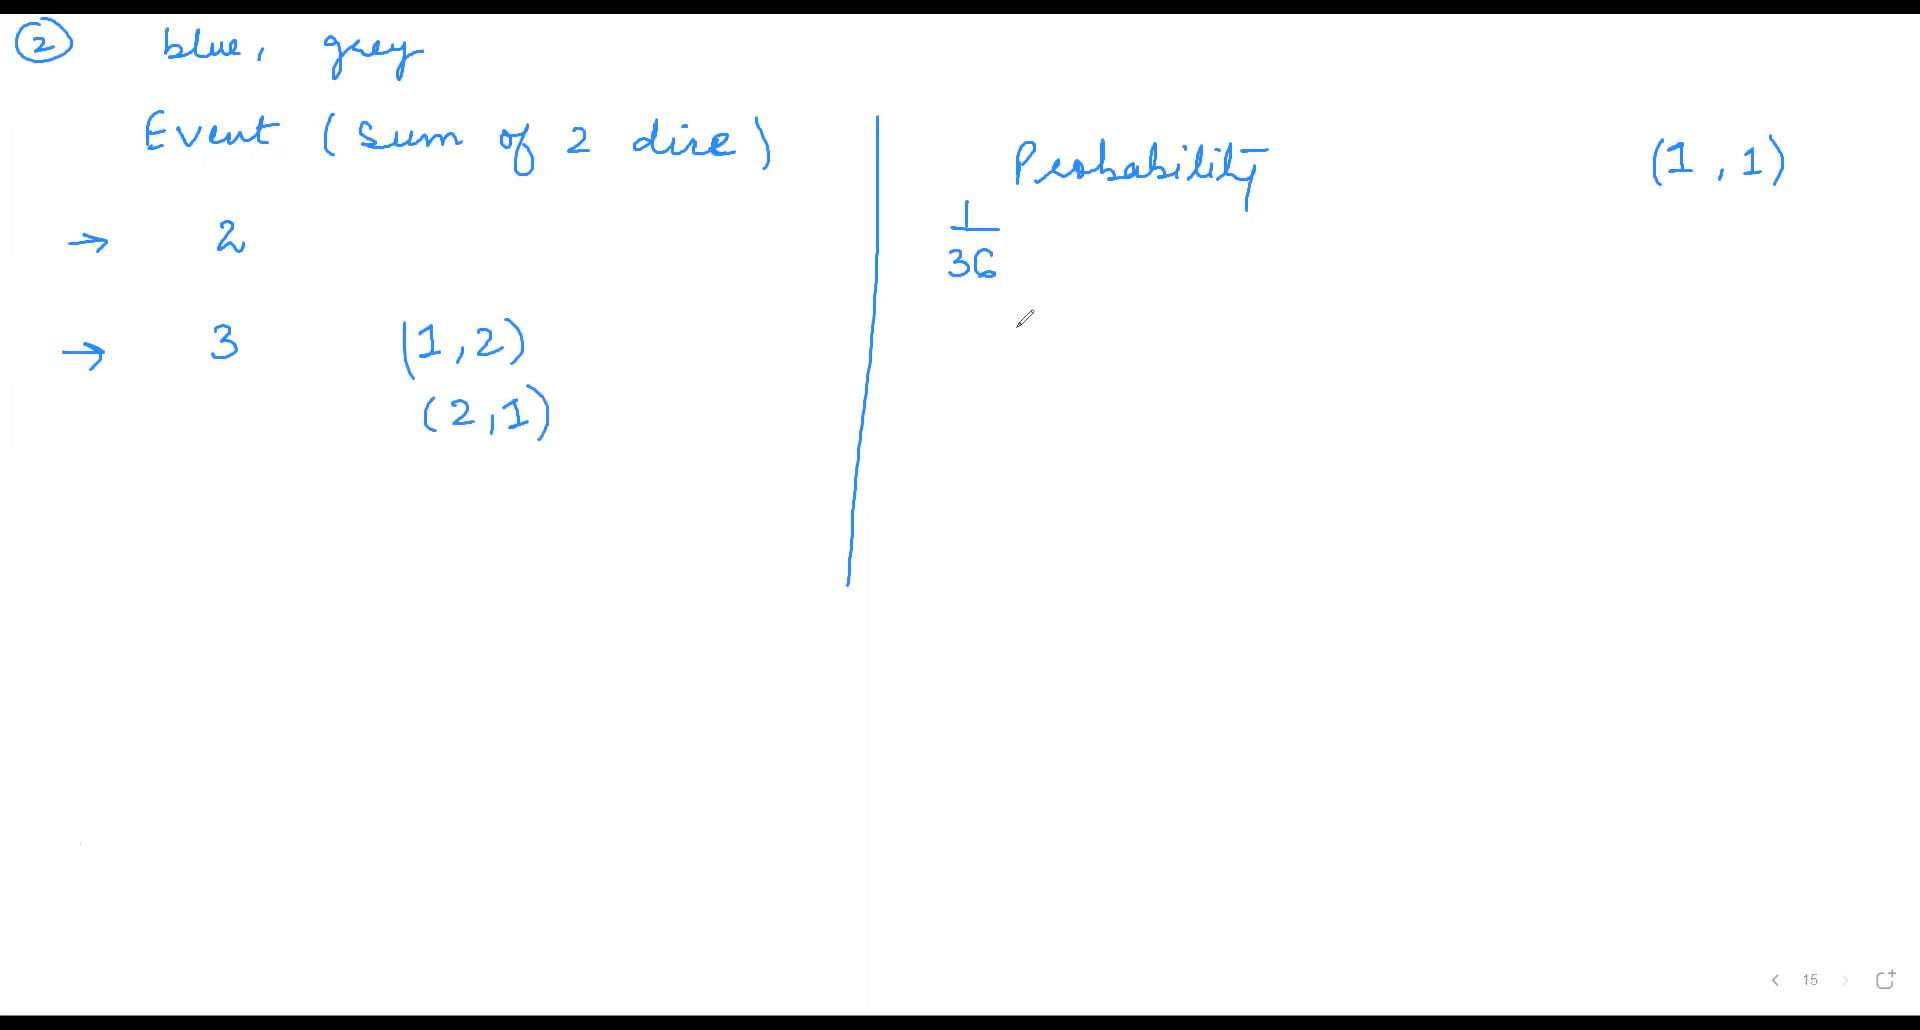 ② blue, grey
Event (sum of 2 dice)
Probability
(1, 1)
→ 2
1/36
→ 3 (1,2)
(2,1)
< 15 >